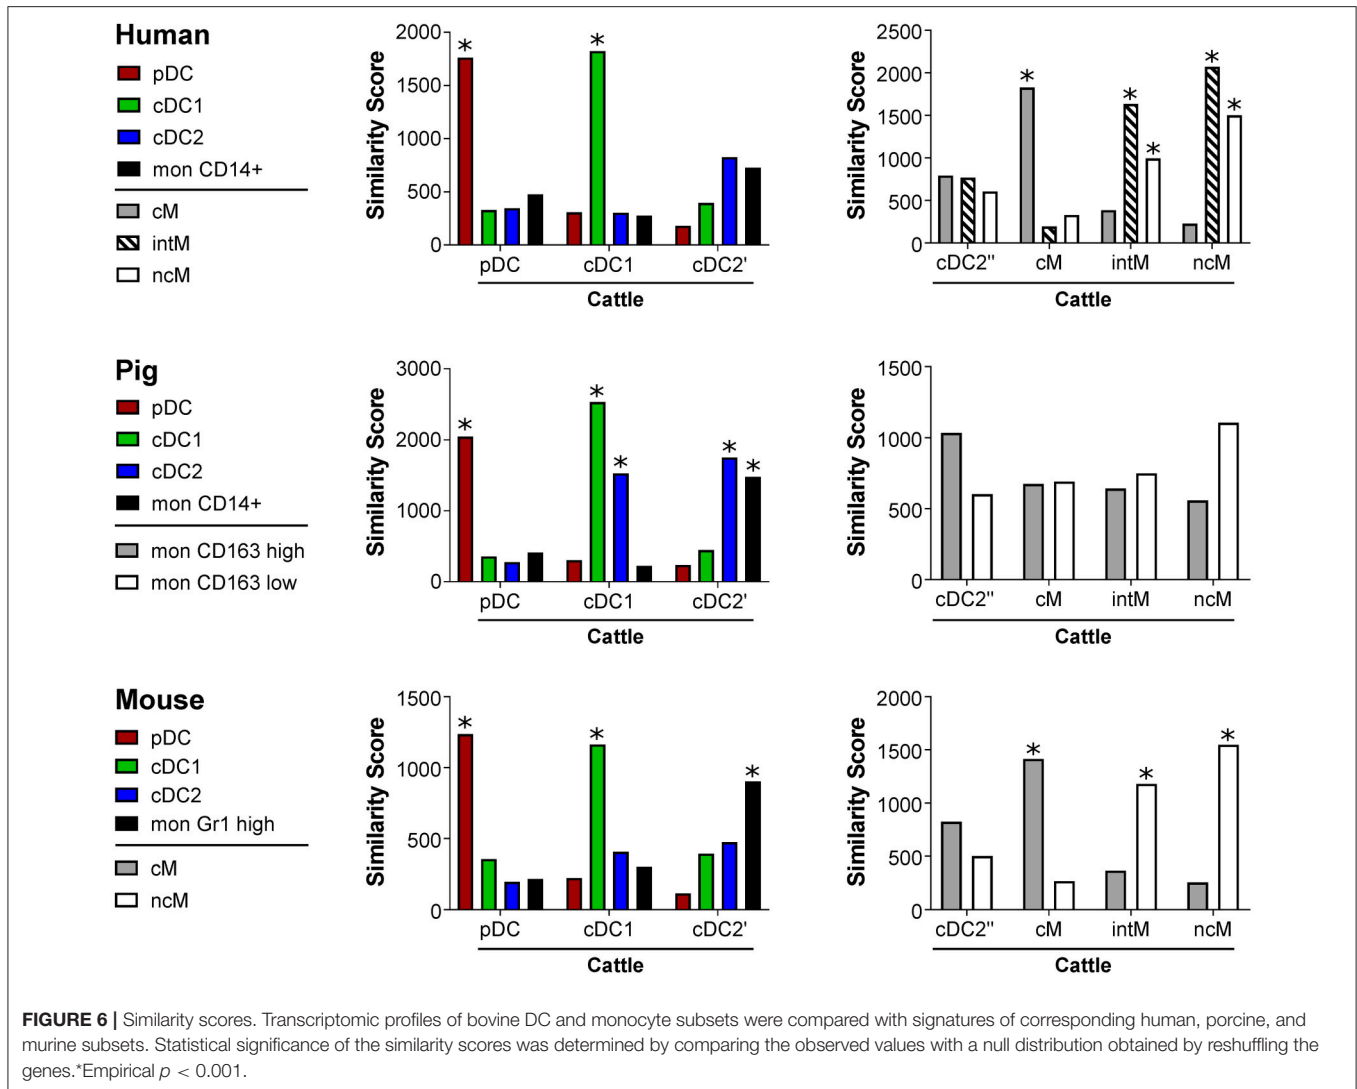 Human
pDC
cDC1
cDC2
mon CD14+
cM
intM
ncM
Similarity Score
2000
1500
1000
500
0
*
*
pDC
cDC1
cDC2'
Cattle
Similarity Score
2500
2000
1500
1000
500
0
*
*
*
*
*
cDC2"
cM
intM
ncM
Cattle
Pig
pDC
cDC1
cDC2
mon CD14+
mon CD163 high
mon CD163 low
Similarity Score
3000
2000
1000
0
*
*
*
*
*
pDC
cDC1
cDC2'
Cattle
Similarity Score
1500
1000
500
0
cDC2"
cM
intM
ncM
Cattle
Mouse
pDC
cDC1
cDC2
mon Gr1 high
cM
ncM
Similarity Score
1500
1000
500
0
*
*
*
pDC
cDC1
cDC2'
Cattle
Similarity Score
2000
1500
1000
500
0
*
*
*
cDC2"
cM
intM
ncM
Cattle
FIGURE 6 | Similarity scores. Transcriptomic profiles of bovine DC and monocyte subsets were compared with signatures of corresponding human, porcine, and
murine subsets. Statistical significance of the similarity scores was determined by comparing the observed values with a null distribution obtained by reshuffling the
genes.*Empirical p < 0.001.